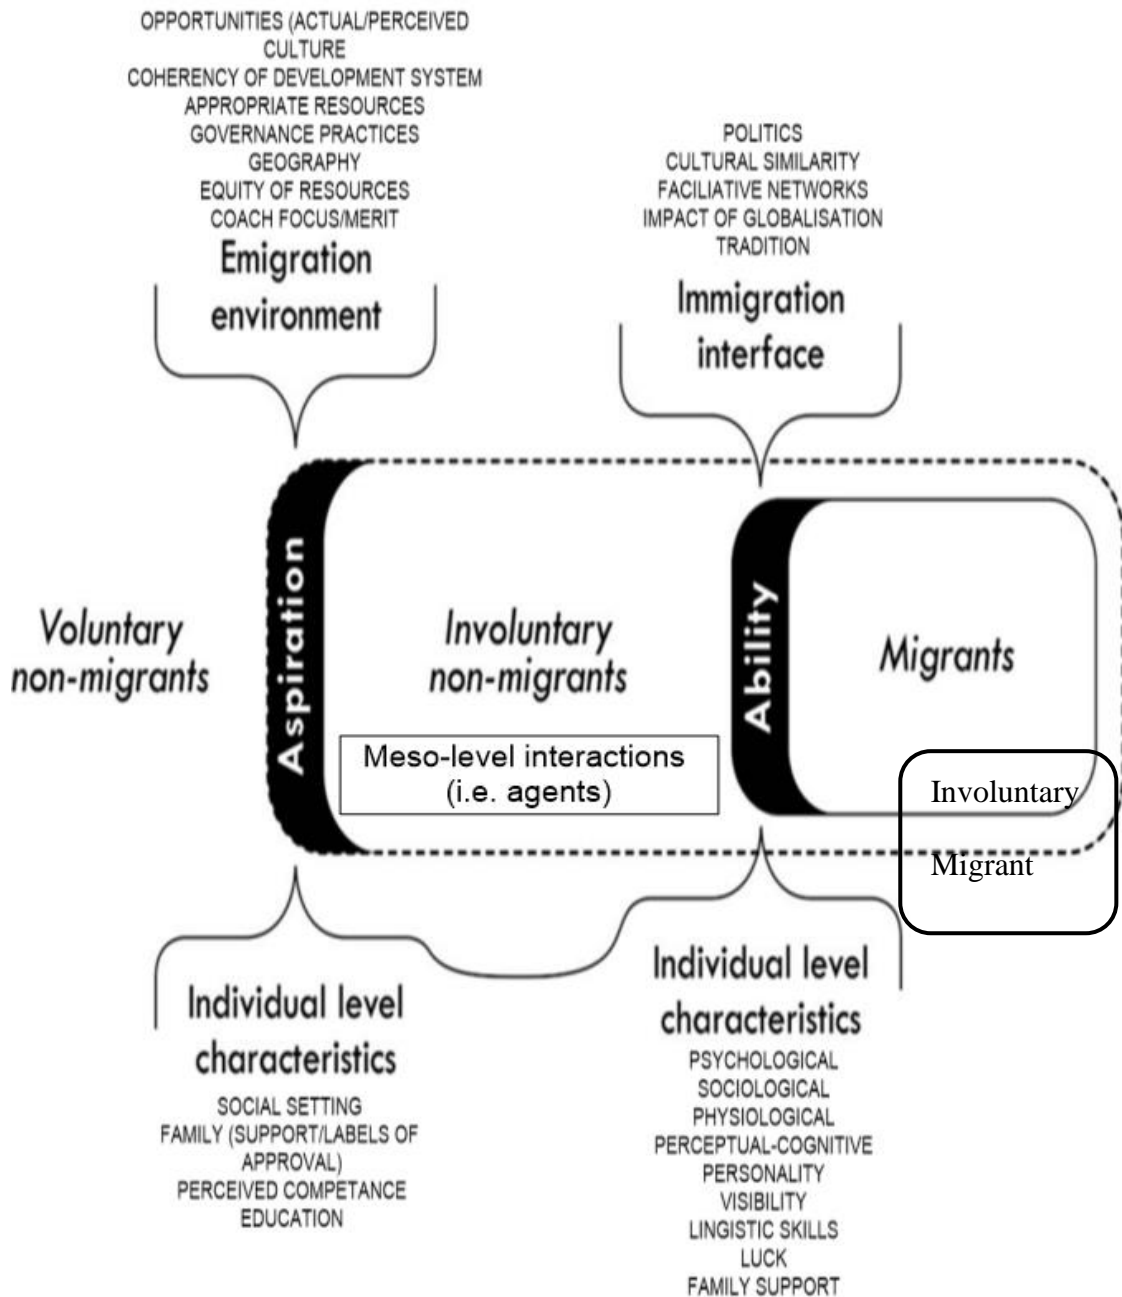 OPPORTUNITIES (ACTUAL/PERCEIVED
CULTURE
COHERENCY OF DEVELOPMENT SYSTEM
APPROPRIATE RESOURCES
GOVERNANCE PRACTICES
GEOGRAPHY
EQUITY OF RESOURCES
COACH FOCUS/MERIT
Emigration
environment
POLITICS
CULTURAL SIMILARITY
FACILIATIVE NETWORKS
IMPACT OF GLOBALISATION
TRADITION
Immigration
interface
Voluntary
non-migrants
Aspiration
Involuntary
non-migrants
Meso-level interactions
(i.e. agents)
Ability
Migrants
Involuntary
Migrant
Individual level
characteristics
SOCIAL SETTING
FAMILY (SUPPORT/LABELS OF
APPROVAL)
PERCEIVED COMPETANCE
EDUCATION
Individual level
characteristics
PSYCHOLOGICAL
SOCIOLOGICAL
PHYSIOLOGICAL
PERCEPTUAL-COGNITIVE
PERSONALITY
VISIBILITY
LINGISTIC SKILLS
LUCK
FAMILY SUPPORT